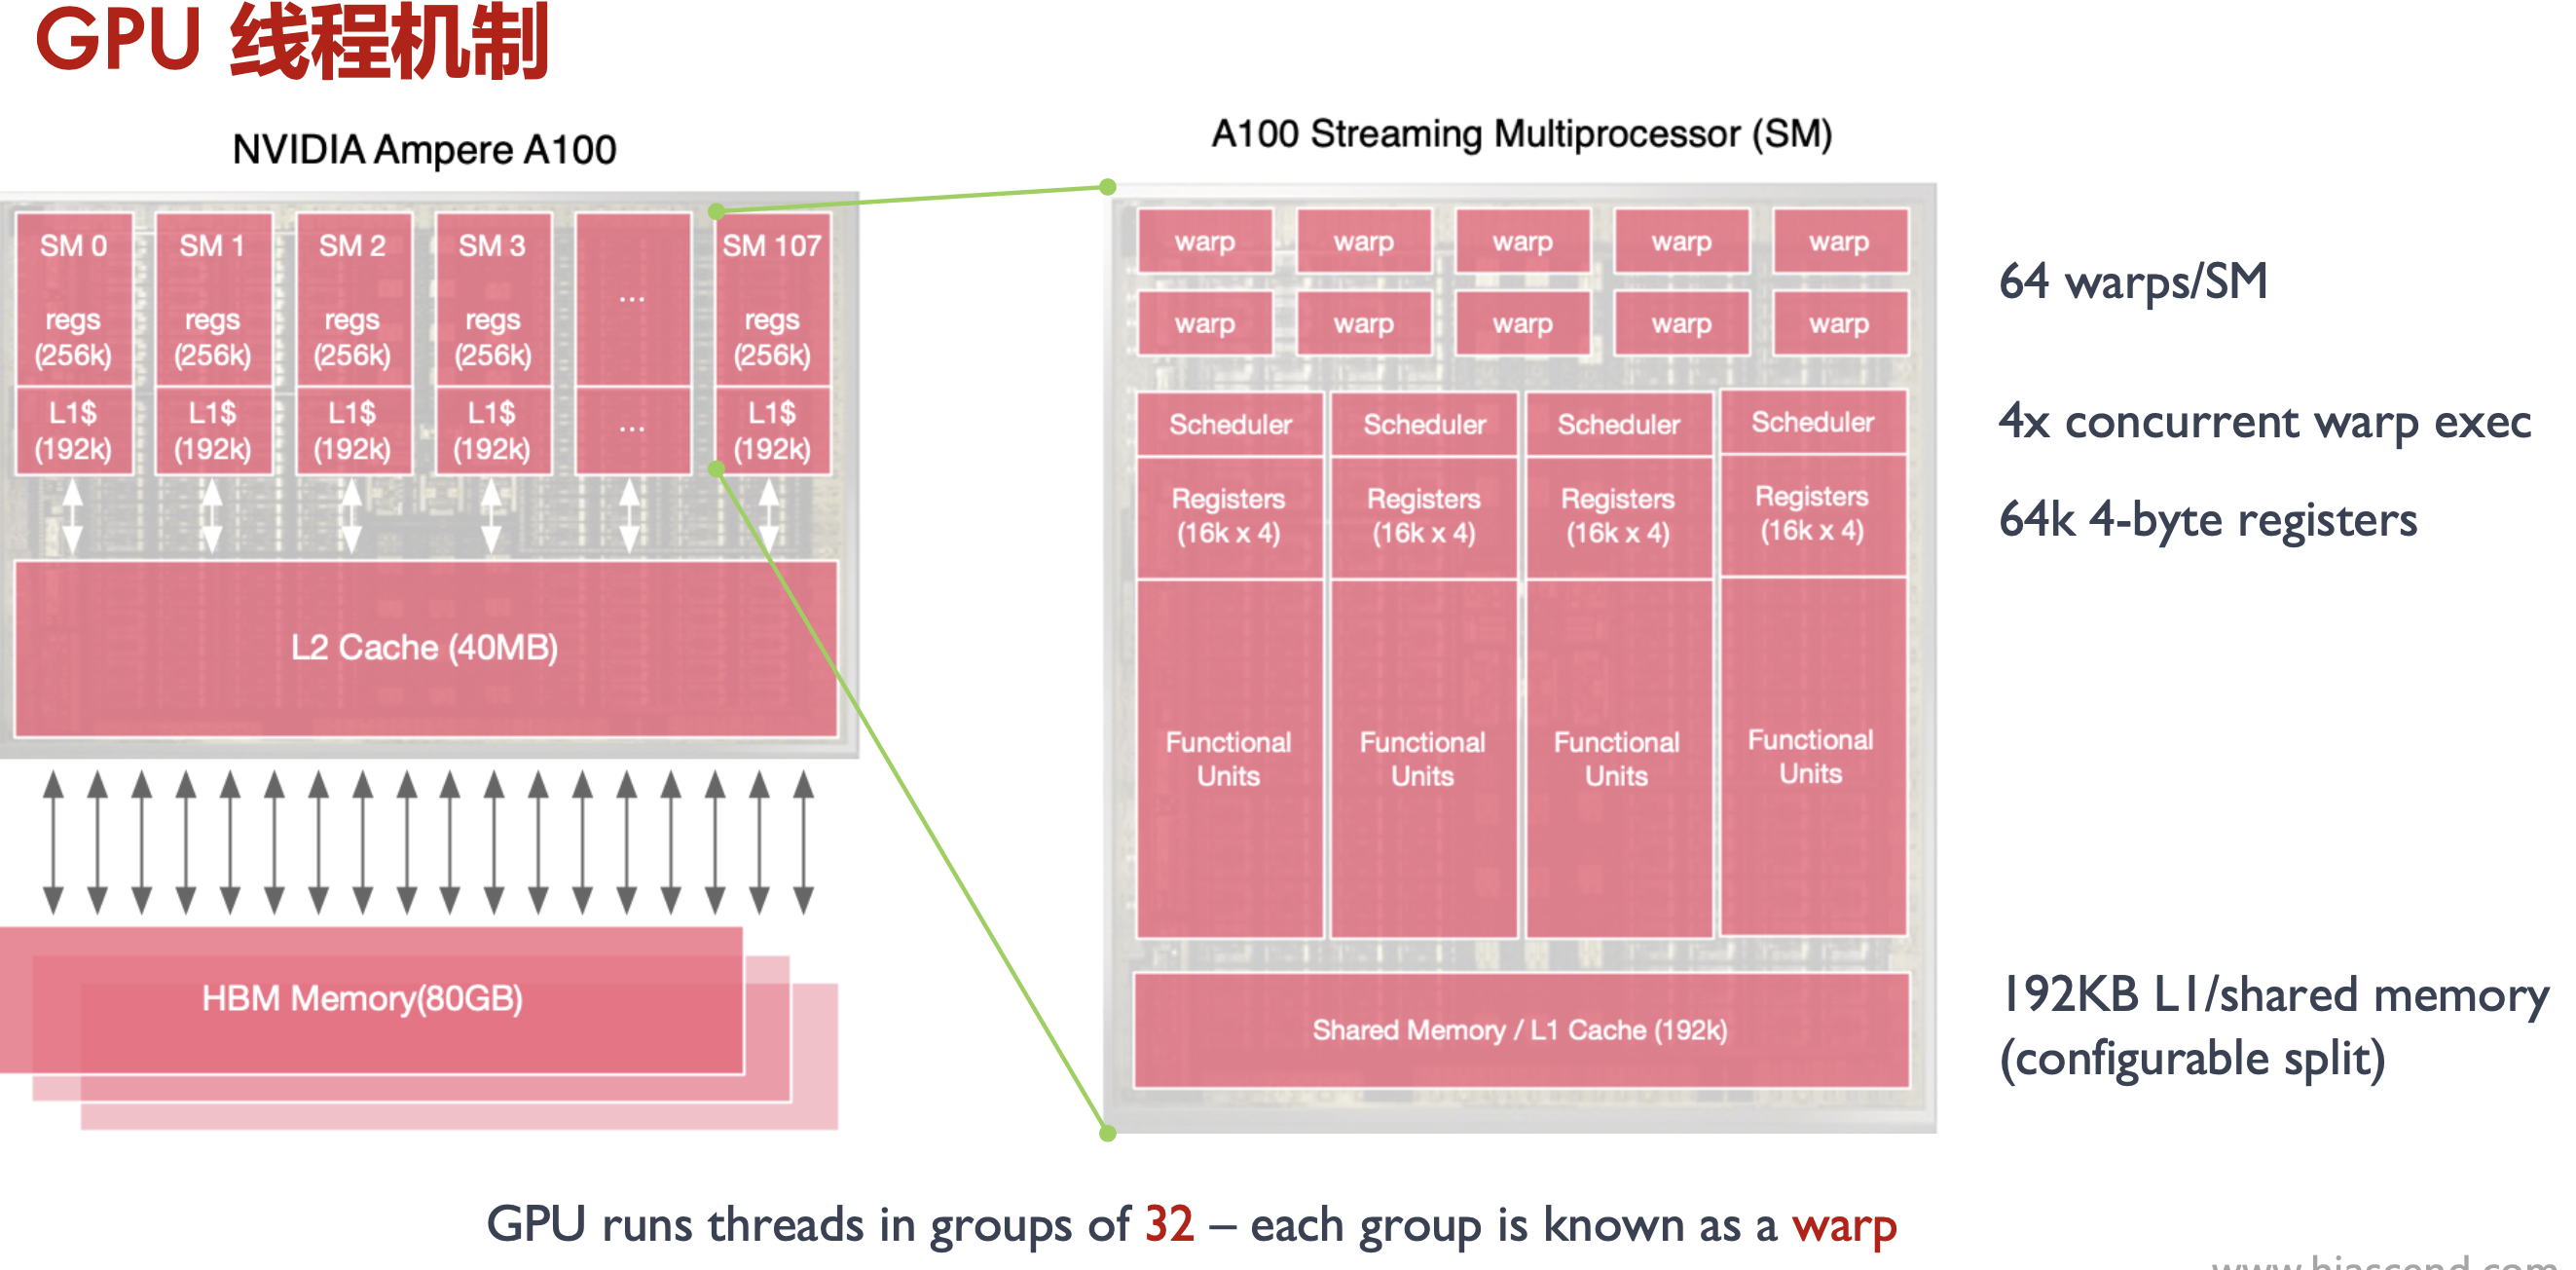 GPU 线程机制
NVIDIA Ampere A100
SM 0
regs
(256k)
L1$
(192k)
SM 1
regs
(256k)
L1$
(192k)
SM 2
regs
(256k)
L1$
(192k)
SM 3
regs
(256k)
L1$
(192k)
...
...
SM 107
regs
(256k)
L1$
(192k)
L2 Cache (40MB)
HBM Memory(80GB)
A100 Streaming Multiprocessor (SM)
warp warp warp warp warp
warp warp warp warp warp
64 warps/SM
Scheduler
Registers
(16k x 4)
Functional
Units
Scheduler
Registers
(16k x 4)
Functional
Units
Scheduler
Registers
(16k x 4)
Functional
Units
Scheduler
Registers
(16k x 4)
Functional
Units
4x concurrent warp exec
64k 4-byte registers
Shared Memory / L1 Cache (192k)
192KB L1/shared memory
(configurable split)
GPU runs threads in groups of 32 – each group is known as a warp